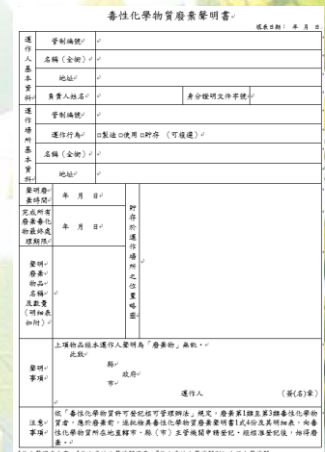 毒性化學物質廢棄聲明書
填表日期： 年 月 日
運作人基本資料
管制編號
名稱（全銜）
地址
負責人姓名
身分證明文件字號
運作場所基本資料
管制編號
運作行為
□製造 □使用 □貯存 （可複選）
名稱（全銜）
地址
聲明廢棄時間
年 月 日
完成所有廢棄毒化物最終處理期限
年 月 日
聲明廢棄物品名稱及數量（明細表如附）
貯存於運作場所之位置略圖
聲明事項
上項物品經本運作人聲明為「廢棄物」無訛。
此致
縣
市
政府
運作人
(簽(名)章)
注意事項
依「毒性化學物質許可登記核可管理辦法」規定，廢棄第1類至第3類毒性化學物質者，應於廢棄前，填妥檢具毒性化學物質廢棄聲明書1式4份及其明細表，向毒性化學物質所在地直轄市、縣（市）主管機關申請登記，經核准登記後，始得廢棄。